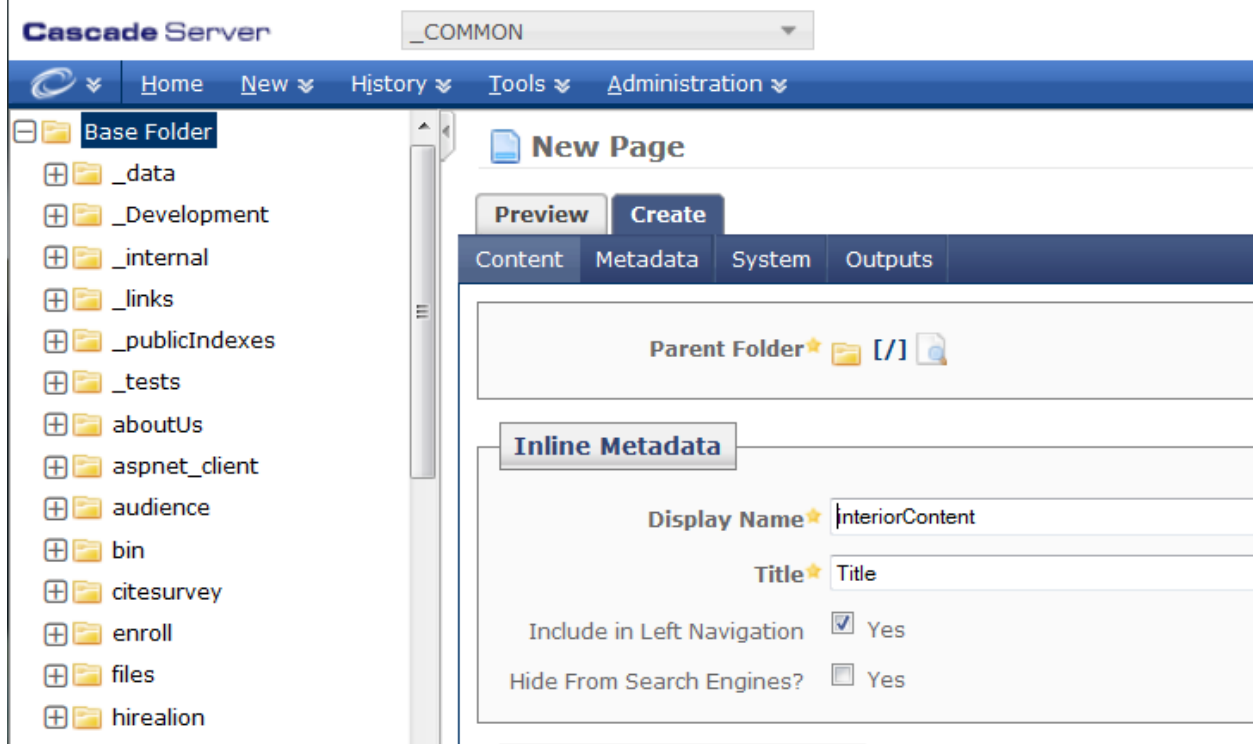 Cascade Server
_COMMON
Home New History Tools Administration
Base Folder
_data
_Development
_internal
_links
_publicIndexes
_tests
aboutUs
aspnet_client
audience
bin
citesurvey
enroll
files
hirealion
New Page
Preview Create
Content Metadata System Outputs
Parent Folder [/]
Inline Metadata
Display Name interiorContent
Title Title
Include in Left Navigation Yes
Hide From Search Engines? Yes